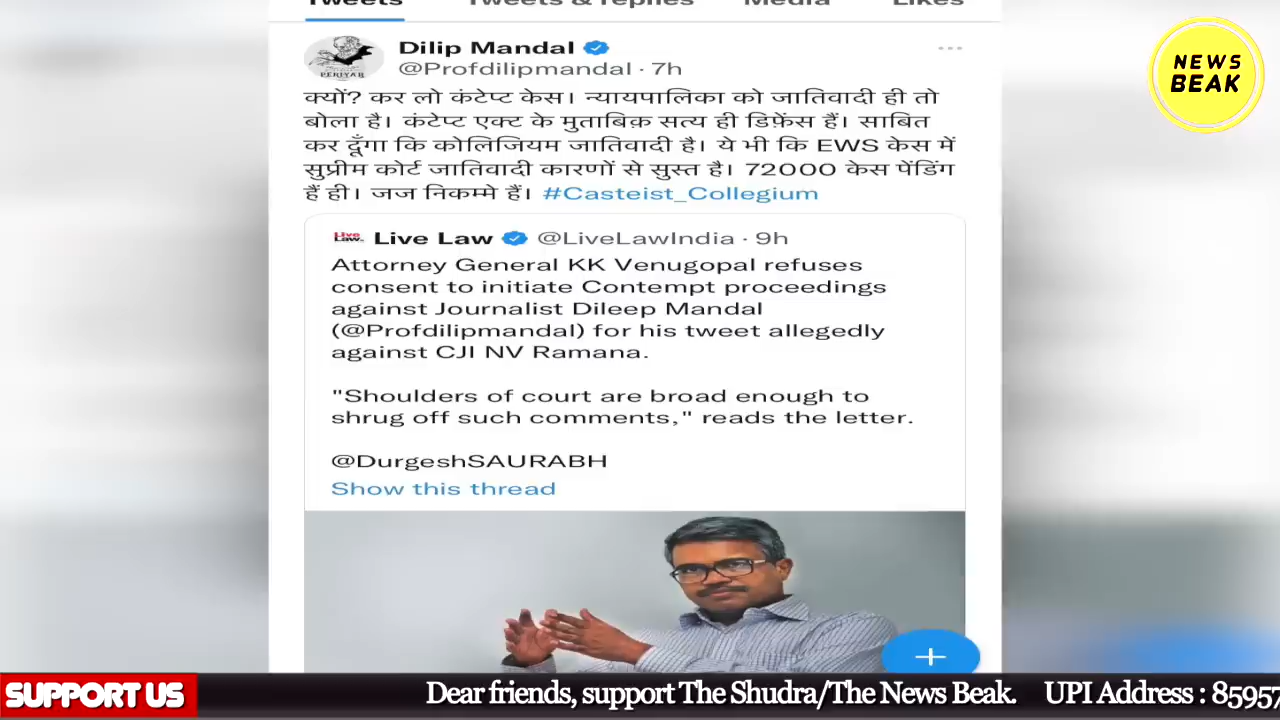 Tweets Tweets & replies Media Likes
Dilip Mandal
@Profdilipmandal · 7h
क्यों? कर लो कंटेप्ट केस। न्यायपालिका को जातिवादी ही तो
बोला है। कंटेप्ट एक्ट के मुताबिक़ सत्य ही डिफ़ेंस हैं। साबित
कर दूँगा कि कोलिजियम जातिवादी है। ये भी कि EWS केस में
सुप्रीम कोर्ट जातिवादी कारणों से सुस्त है। 72000 केस पेंडिंग
हैं ही। जज निकम्मे हैं। #Casteist_Collegium
Live Law Live Law @LiveLawIndia · 9h
Attorney General KK Venugopal refuses
consent to initiate Contempt proceedings
against Journalist Dileep Mandal
(@Profdilipmandal) for his tweet allegedly
against CJI NV Ramana.
"Shoulders of court are broad enough to
shrug off such comments," reads the letter.
@DurgeshSAURABH
Show this thread
NEWS
BEAK
PERIYAR
SUPPORT US
Dear friends, support The Shudra/The News Beak. UPI Address : 85957